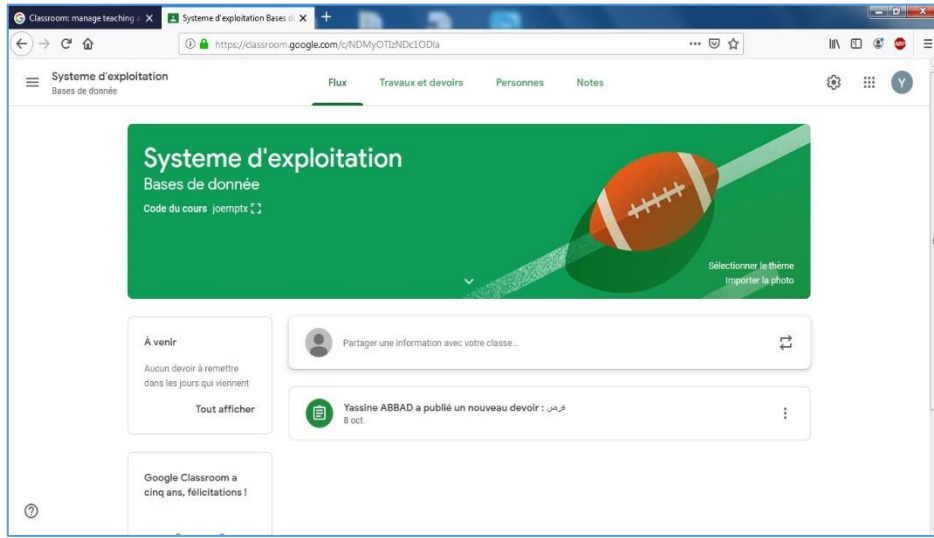 Classroom: manage teaching a
Systeme d'exploitation Bases d
https://classroom.google.com/c/NDMyOTIzNDc1ODIa
Systeme d'exploitation
Bases de donnée
Flux
Travaux et devoirs
Personnes
Notes
Y
Systeme d'exploitation
Bases de donnée
Code du cours joemptx
Sélectionner le thème
Importer la photo
À venir
Aucun devoir à remettre
dans les jours qui viennent
Tout afficher
Partager une information avec votre classe…
Yassine ABBAD a publié un nouveau devoir : فرض
8 oct.
Google Classroom a
cinq ans, félicitations !